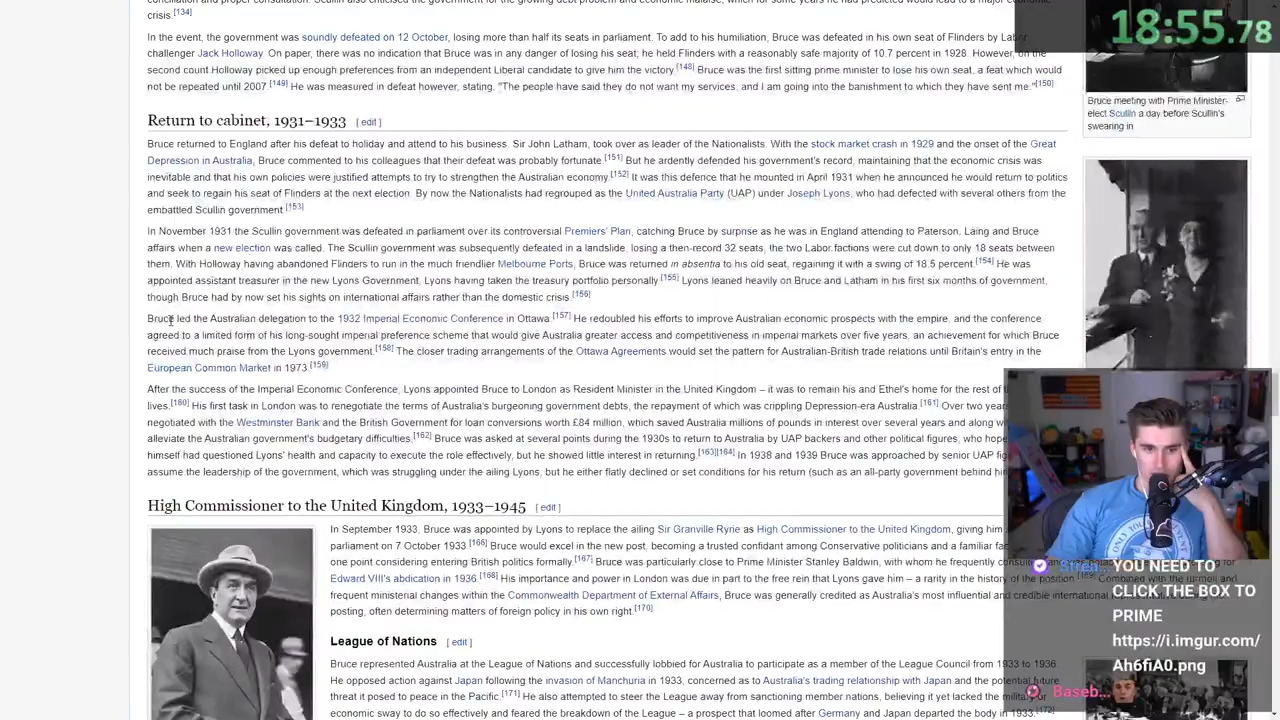 conciliation and proper consultation. Scullin also criticised the government for the growing debt problem and economic malaise, which for some years he had predicted would lead to a major economic
crisis.[134]
In the event, the government was soundly defeated on 12 October, losing more than half its seats in parliament. To add to his humiliation, Bruce was defeated in his own seat of Flinders by Labor
challenger Jack Holloway. On paper, there was no indication that Bruce was in any danger of losing his seat; he held Flinders with a reasonably safe majority of 10.7 percent in 1928. However, on the
second count Holloway picked up enough preferences from an independent Liberal candidate to give him the victory.[148] Bruce was the first sitting prime minister to lose his own seat, a feat which would
not be repeated until 2007.[149] He was measured in defeat however, stating, "The people have said they do not want my services, and I am going into the banishment to which they have sent me."[150]
Return to cabinet, 1931–1933 [ edit ]
Bruce returned to England after his defeat to holiday and attend to his business. Sir John Latham, took over as leader of the Nationalists. With the stock market crash in 1929 and the onset of the Great
Depression in Australia, Bruce commented to his colleagues that their defeat was probably fortunate.[151] But he ardently defended his government's record, maintaining that the economic crisis was
inevitable and that his own policies were justified attempts to try to strengthen the Australian economy.[152] It was this defence that he mounted in April 1931 when he announced he would return to politics
and seek to regain his seat of Flinders at the next election. By now the Nationalists had regrouped as the United Australia Party (UAP) under Joseph Lyons, who had defected with several others from the
embattled Scullin government.[153]
In November 1931 the Scullin government was defeated in parliament over its controversial Premiers' Plan, catching Bruce by surprise as he was in England attending to Paterson, Laing and Bruce
affairs when a new election was called. The Scullin government was subsequently defeated in a landslide, losing a then-record 32 seats, the two Labor factions were cut down to only 18 seats between
them. With Holloway having abandoned Flinders to run in the much friendlier Melbourne Ports, Bruce was returned in absentia to his old seat, regaining it with a swing of 18.5 percent.[154] He was
appointed assistant treasurer in the new Lyons Government, Lyons having taken the treasury portfolio personally.[155] Lyons leaned heavily on Bruce and Latham in his first six months of government,
though Bruce had by now set his sights on international affairs rather than the domestic crisis.[156]
Bruce led the Australian delegation to the 1932 Imperial Economic Conference in Ottawa.[157] He redoubled his efforts to improve Australian economic prospects with the empire, and the conference
agreed to a limited form of his long-sought imperial preference scheme that would give Australia greater access and competitiveness in imperial markets over five years, an achievement for which Bruce
received much praise from the Lyons government.[158] The closer trading arrangements of the Ottawa Agreements would set the pattern for Australian-British trade relations until Britain's entry in the
European Common Market in 1973.[159]
After the success of the Imperial Economic Conference, Lyons appointed Bruce to London as Resident Minister in the United Kingdom – it was to remain his and Ethel's home for the rest of th
lives.[160] His first task in London was to renegotiate the terms of Australia's burgeoning government debts, the repayment of which was crippling Depression-era Australia.[161] Over two years
negotiated with the Westminster Bank and the British Government for loan conversions worth £84 million, which saved Australia millions of pounds in interest over several years and along w
alleviate the Australian government's budgetary difficulties.[162] Bruce was asked at several points during the 1930s to return to Australia by UAP backers and other political figures, who hope
himself had questioned Lyons' health and capacity to execute the role effectively, but he showed little interest in returning.[163][164] In 1938 and 1939 Bruce was approached by senior UAP fig
assume the leadership of the government, which was struggling under the ailing Lyons, but he either flatly declined or set conditions for his return (such as an all-party government behind him
High Commissioner to the United Kingdom, 1933–1945 [ edit ]
In September 1933, Bruce was appointed by Lyons to replace the ailing Sir Granville Ryrie as High Commissioner to the United Kingdom, giving him
parliament on 7 October 1933.[166] Bruce would excel in the new post, becoming a trusted confidant among Conservative politicians and a familiar fac
one point considering entering British politics formally.[167] Bruce was particularly close to Prime Minister Stanley Baldwin, with whom he frequently
Edward VIII's abdication in 1936.[168] His importance and power in London was due in part to the free rein that Lyons gave him – a rarity in the history of the position.
frequent ministerial charges within the Commonwealth Department of External Affairs, Bruce was generally credited as Australia's most influential and credible international
posting, often determining matters of foreign policy in his own right.[170]
League of Nations [ edit ]
Bruce represented Australia at the League of Nations and successfully lobbied for Australia to participate as a member of the League Council from 1933 to 1936.
He opposed action against Japan following the invasion of Manchuria in 1933, concerned as to Australia's trading relationship with Japan and the potential future
threat it posed to peace in the Pacific.[171] He also attempted to steer the League away from sanctioning member nations, believing it yet lacked the military or
economic sway to do so effectively and feared the breakdown of the League – a prospect that loomed after Germany and Japan departed the body in 1933.[172]
18:55.78
Bruce meeting with Prime Minister-
elect Scullin a day before Scullin's
swearing in
Strea... YOU NEED TO
CLICK THE BOX TO
PRIME
https://i.imgur.com/
Ah6fiA0.png
Baseb...